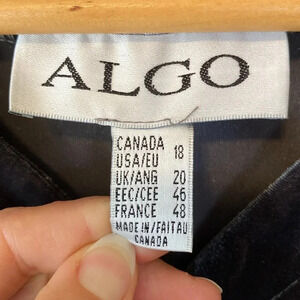 ALGO
CANADA
USA/EU 18
UK/ANG 20
EEC/CEE 46
FRANCE 48
MADE IN/FAIT AU
CANADA